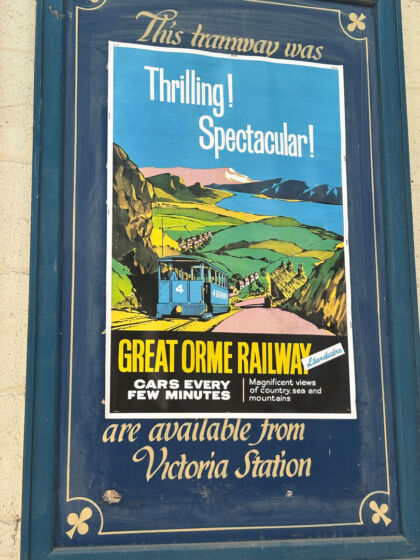 This tramway was
Thrilling!
Spectacular!
4
GREAT ORME RAILWAY
Llandudno
CARS EVERY
FEW MINUTES
Magnificent views
of country, sea and
mountains
are available from
Victoria Station